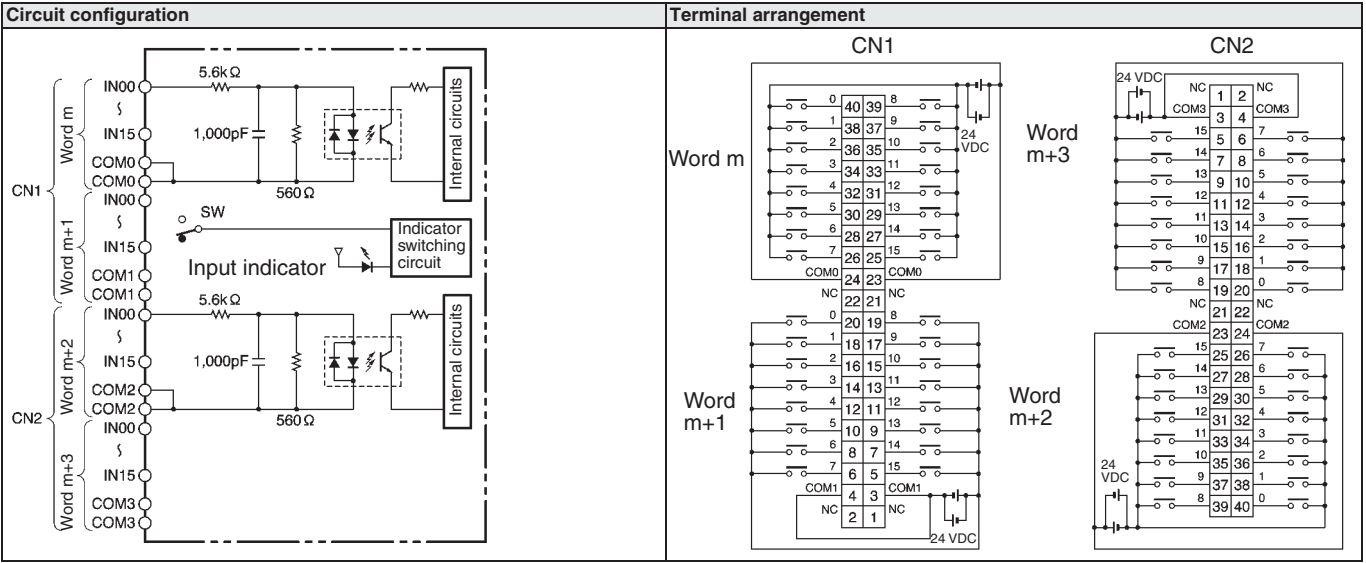 Circuit configuration
Terminal arrangement
CN1
Word m
IN00
IN15
COM0
COM0
Word m+1
IN00
IN15
COM1
COM1
CN2
Word m+2
IN00
IN15
COM2
COM2
Word m+3
IN00
IN15
COM3
COM3
5.6kΩ
1,000pF
560Ω
Internal circuits
SW
Indicator
switching
circuit
Input indicator
5.6kΩ
1,000pF
560Ω
Internal circuits
CN1
Word m
24
VDC
0 40 39 8
1 38 37 9
2 36 35 10
3 34 33 11
4 32 31 12
5 30 29 13
6 28 27 14
7 26 25 15
COM0 24 23 COM0
NC 22 21 NC
Word
m+1
0 20 19 8
1 18 17 9
2 16 15 10
3 14 13 11
4 12 11 12
5 10 9 13
6 8 7 14
7 6 5 15
COM1 4 3 COM1
NC 2 1 NC
24 VDC
CN2
24 VDC
Word
m+3
NC 1 2 NC
COM3 3 4 COM3
15 5 6 7
14 7 8 6
13 9 10 5
12 11 12 4
11 13 14 3
10 15 16 2
9 17 18 1
8 19 20 0
NC 21 22 NC
COM2 23 24 COM2
Word
m+2
15 25 26 7
14 27 28 6
13 29 30 5
12 31 32 4
11 33 34 3
10 35 36 2
9 37 38 1
8 39 40 0
24
VDC